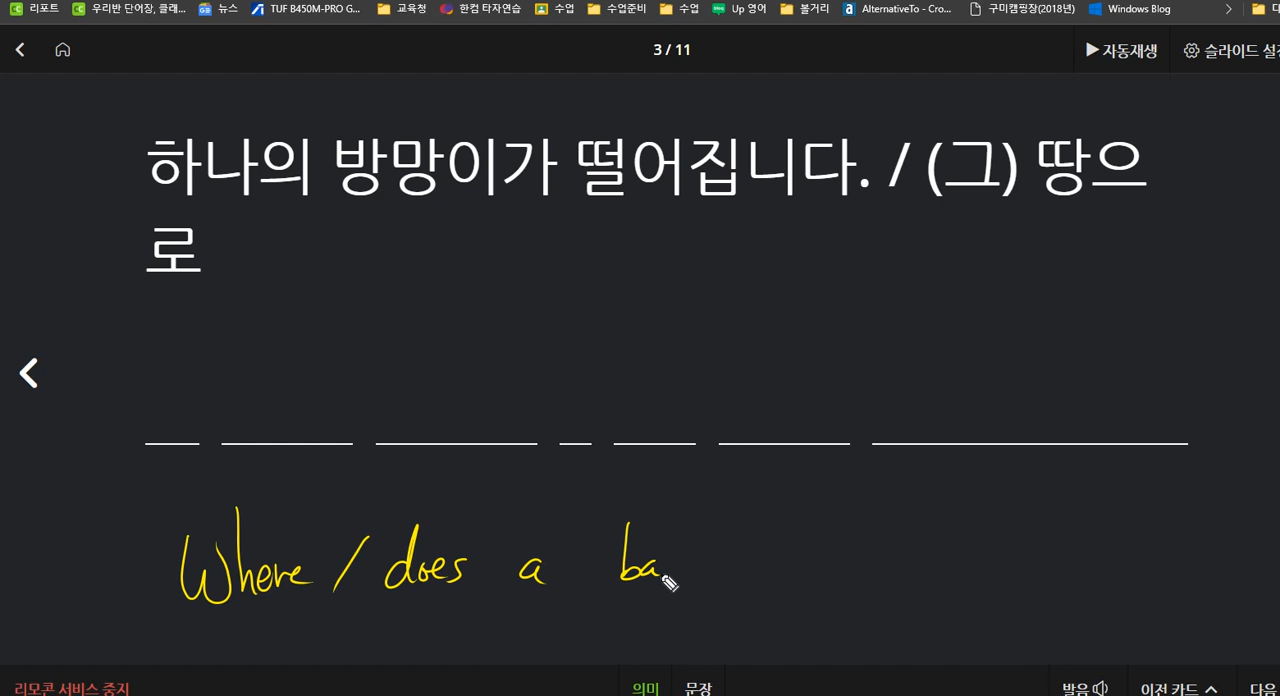 리포트 우리반 단어장, 클래... 뉴스 TUF B450M-PRO G... 교육청 한컴 타자연습 수업 수업준비 수업 Up 영어 볼거리 AlternativeTo - Cro... 구미캠핑장(2018년) Windows Blog
3 / 11 자동재생 슬라이드 설정
하나의 방망이가 떨어집니다. / (그) 땅으
로
Where / does a ba
리모콘 서비스 중지 의미 문장 발음 이전 카드 다음